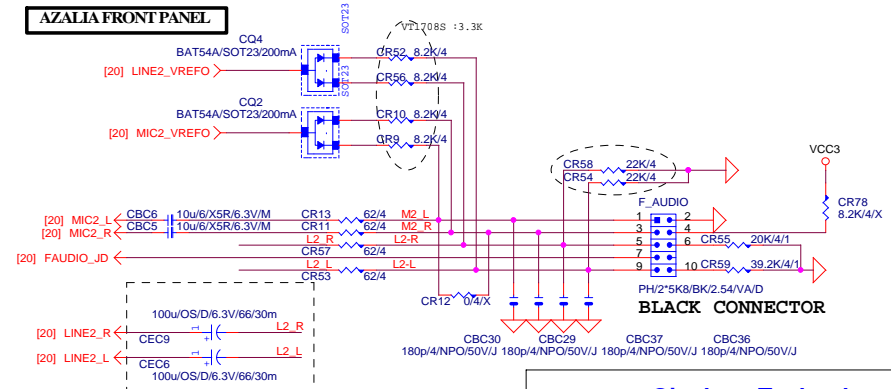 AZALIA FRONT PANEL
SOT23
VT1708S :3.3K
CQ4
BAT54A/SOT23/200mA
CR52 8.2K/4
[20] LINE2_VREFO
SOT23
CR56 8.2K/4
CQ2
BAT54A/SOT23/200mA
CR10 8.2K/4
[20] MIC2_VREFO
CR9 8.2K/4
VCC3
CR58 22K/4
CR54 22K/4
F_AUDIO
CR78
8.2K/4/X
[20] MIC2_L CBC6 10u/6/X5R/6.3V/M CR13 62/4 M2_L 1 2
[20] MIC2_R CBC5 10u/6/X5R/6.3V/M CR11 62/4 M2_R 3 4
L2_R L2-R 5 6 CR55 20K/4/1
[20] FAUDIO_JD CR57 62/4 7
L2_L L2-L 9 10 CR59 39.2K/4/1
CR53 62/4
CR12 0/4/X
PH/2*5K8/BK/2.54/VA/D
BLACK CONNECTOR
100u/OS/D/6.3V/66/30m
[20] LINE2_R 1 + L2_R
CEC9
CBC30 CBC29 CBC37 CBC36
180p/4/NPO/50V/J 180p/4/NPO/50V/J 180p/4/NPO/50V/J 180p/4/NPO/50V/J
[20] LINE2_L 1 + L2_L
CEC6
100u/OS/D/6.3V/66/30m